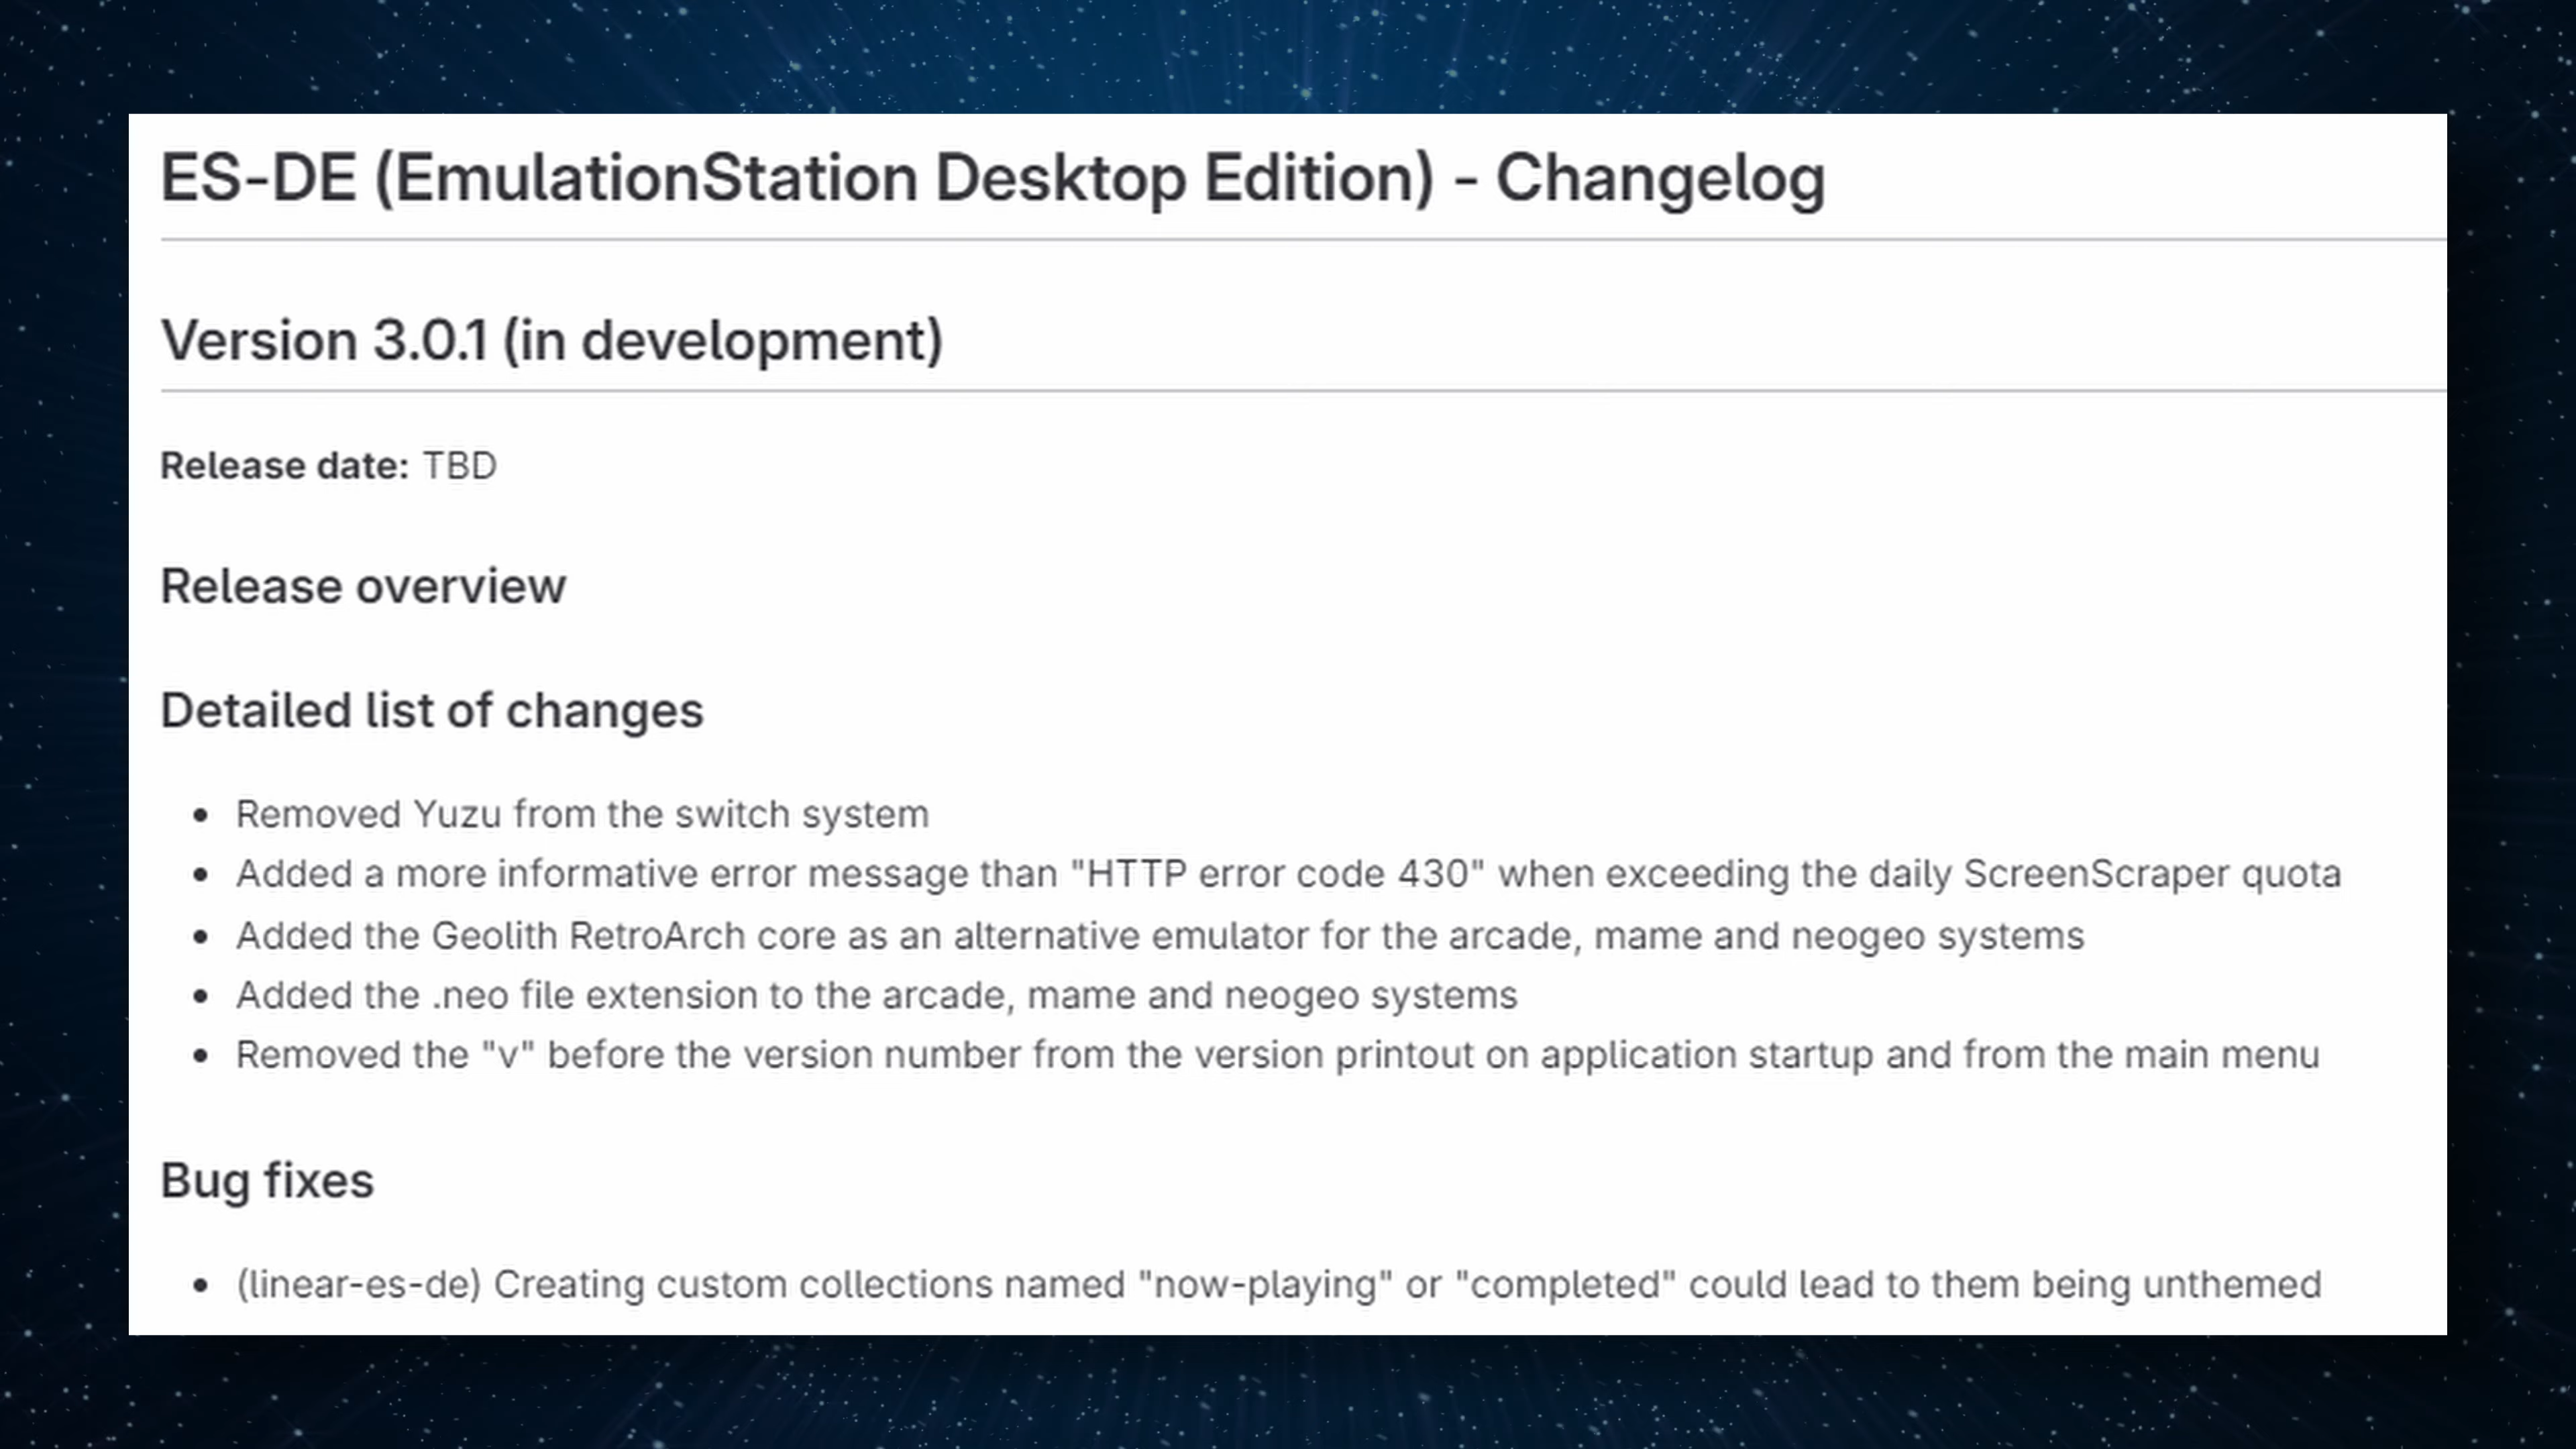 ES-DE (EmulationStation Desktop Edition) - Changelog
Version 3.0.1 (in development)
Release date: TBD
Release overview
Detailed list of changes
• Removed Yuzu from the switch system
• Added a more informative error message than "HTTP error code 430" when exceeding the daily ScreenScraper quota
• Added the Geolith RetroArch core as an alternative emulator for the arcade, mame and neogeo systems
• Added the .neo file extension to the arcade, mame and neogeo systems
• Removed the "v" before the version number from the version printout on application startup and from the main menu
Bug fixes
• (linear-es-de) Creating custom collections named "now-playing" or "completed" could lead to them being unthemed